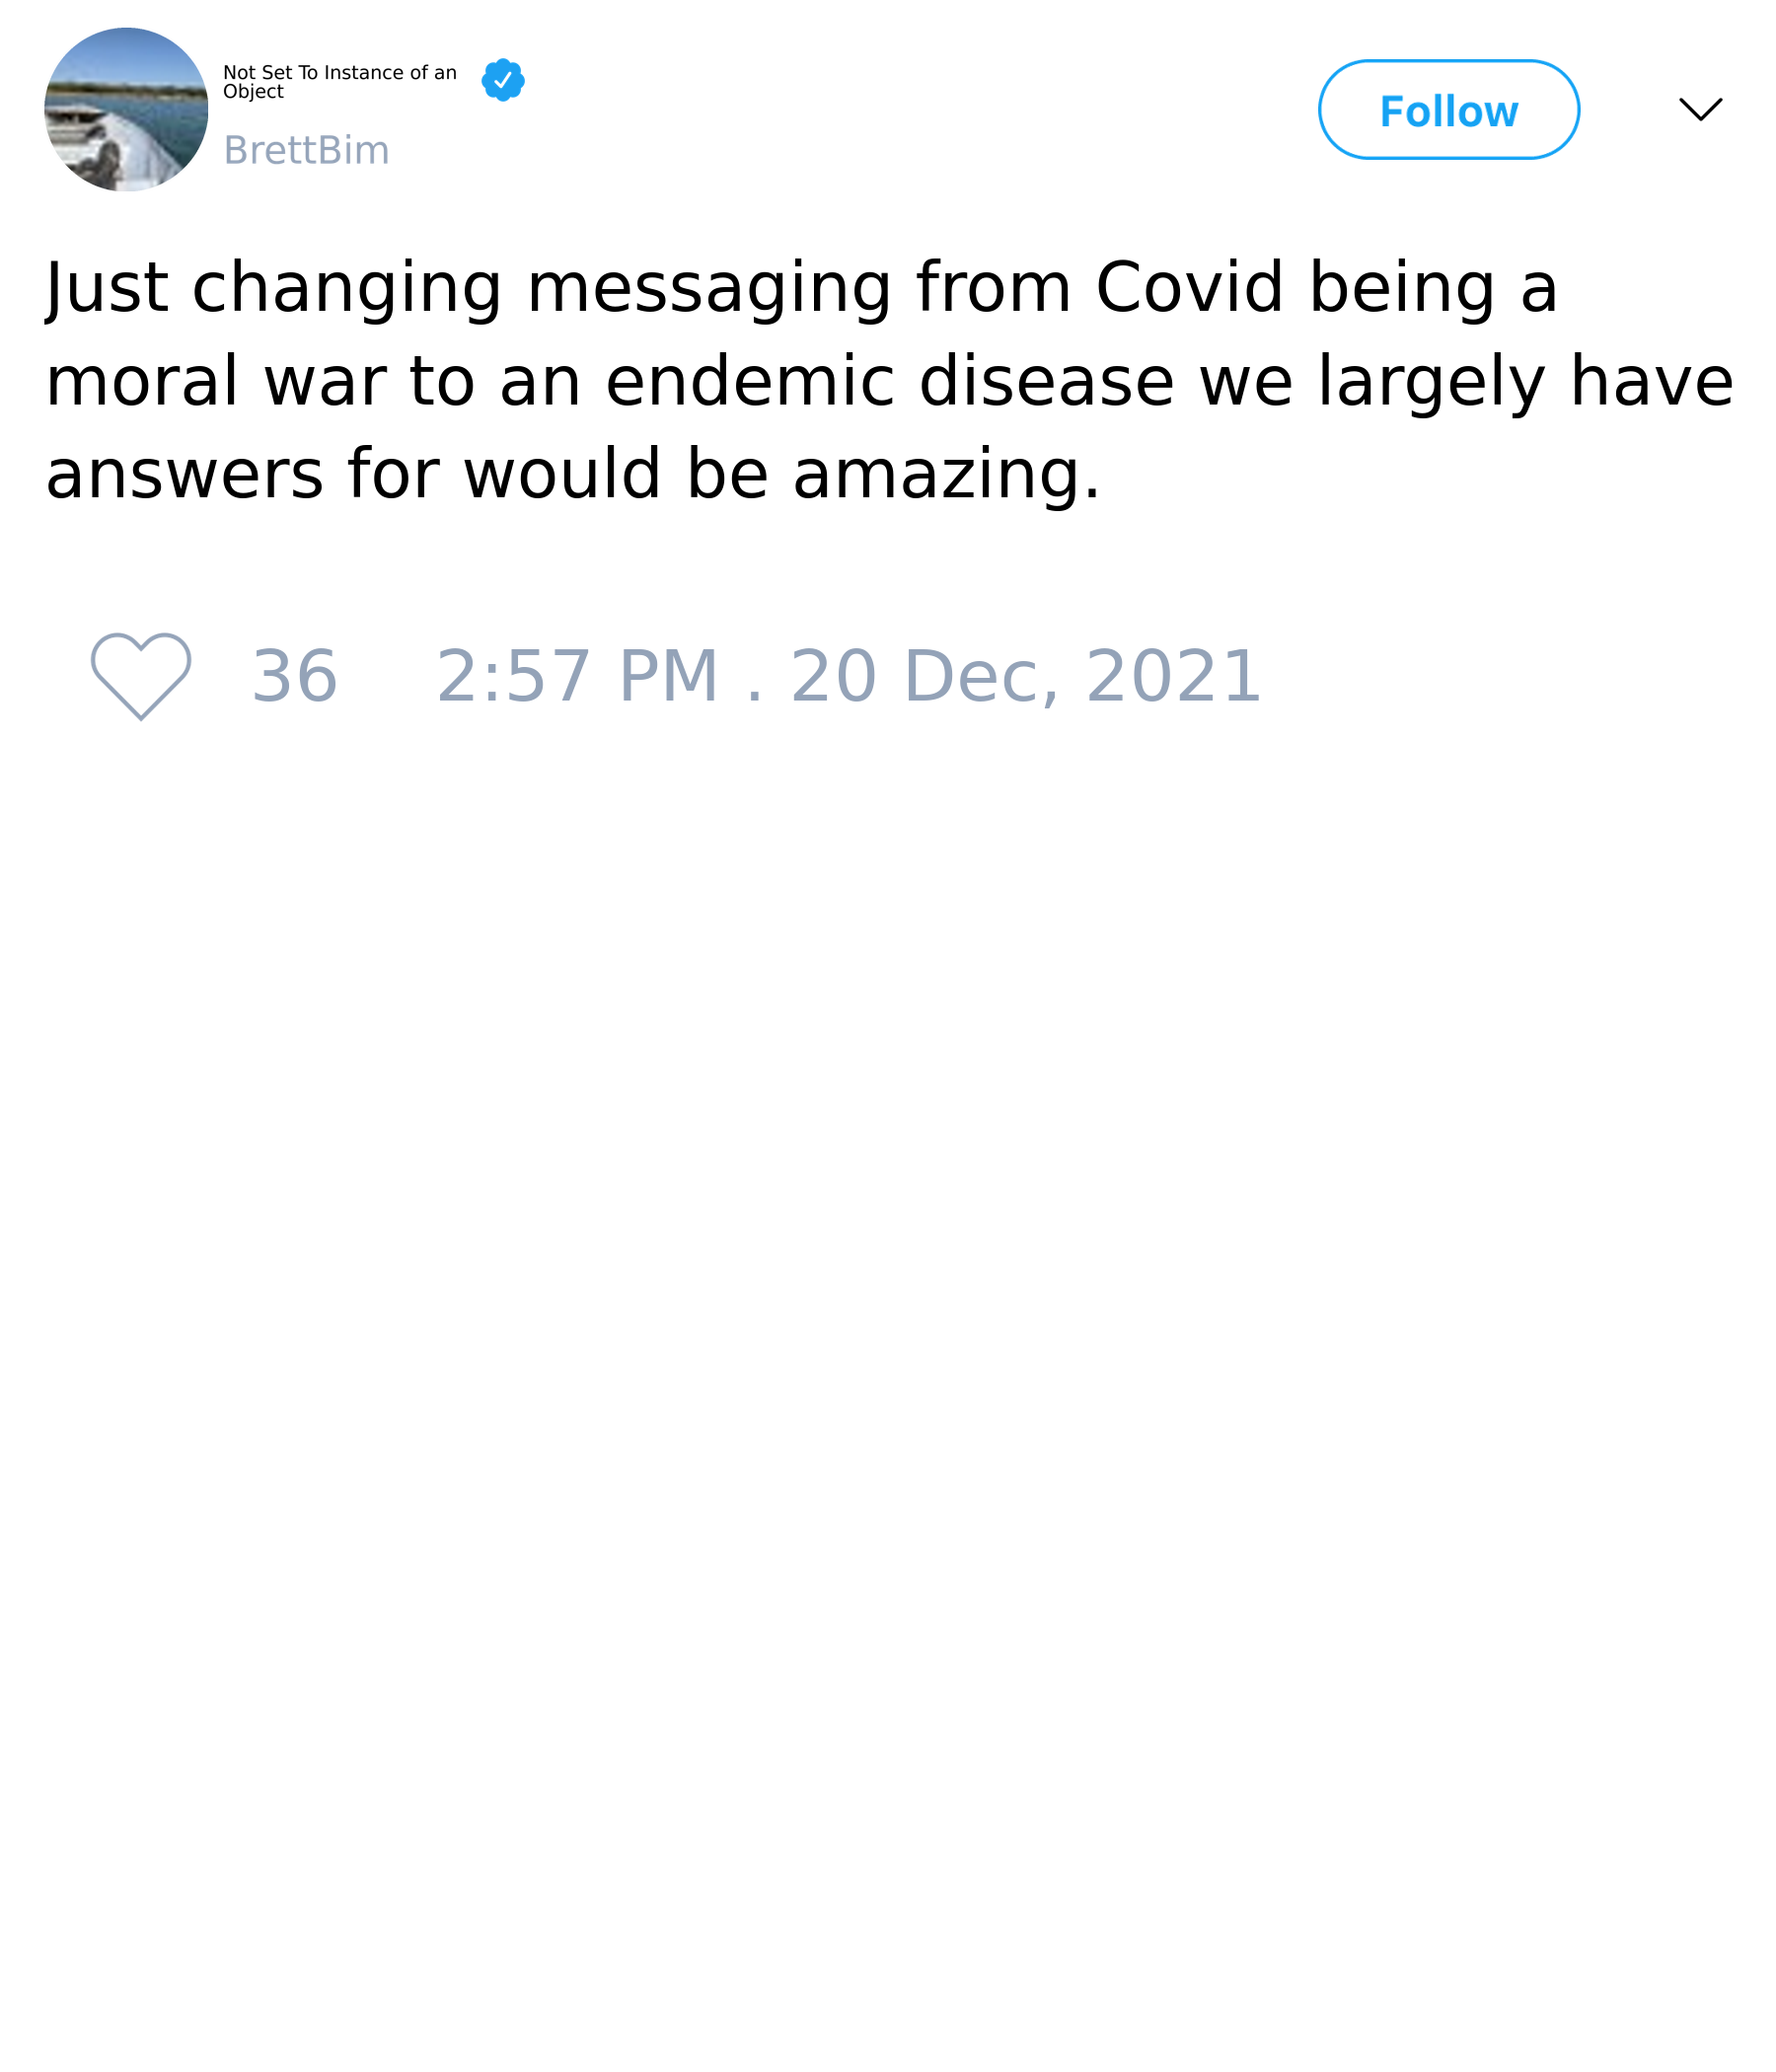 Not Set To Instance of an
Object
BrettBim
Follow
Just changing messaging from Covid being a
moral war to an endemic disease we largely have
answers for would be amazing.
36 2:57 PM . 20 Dec, 2021